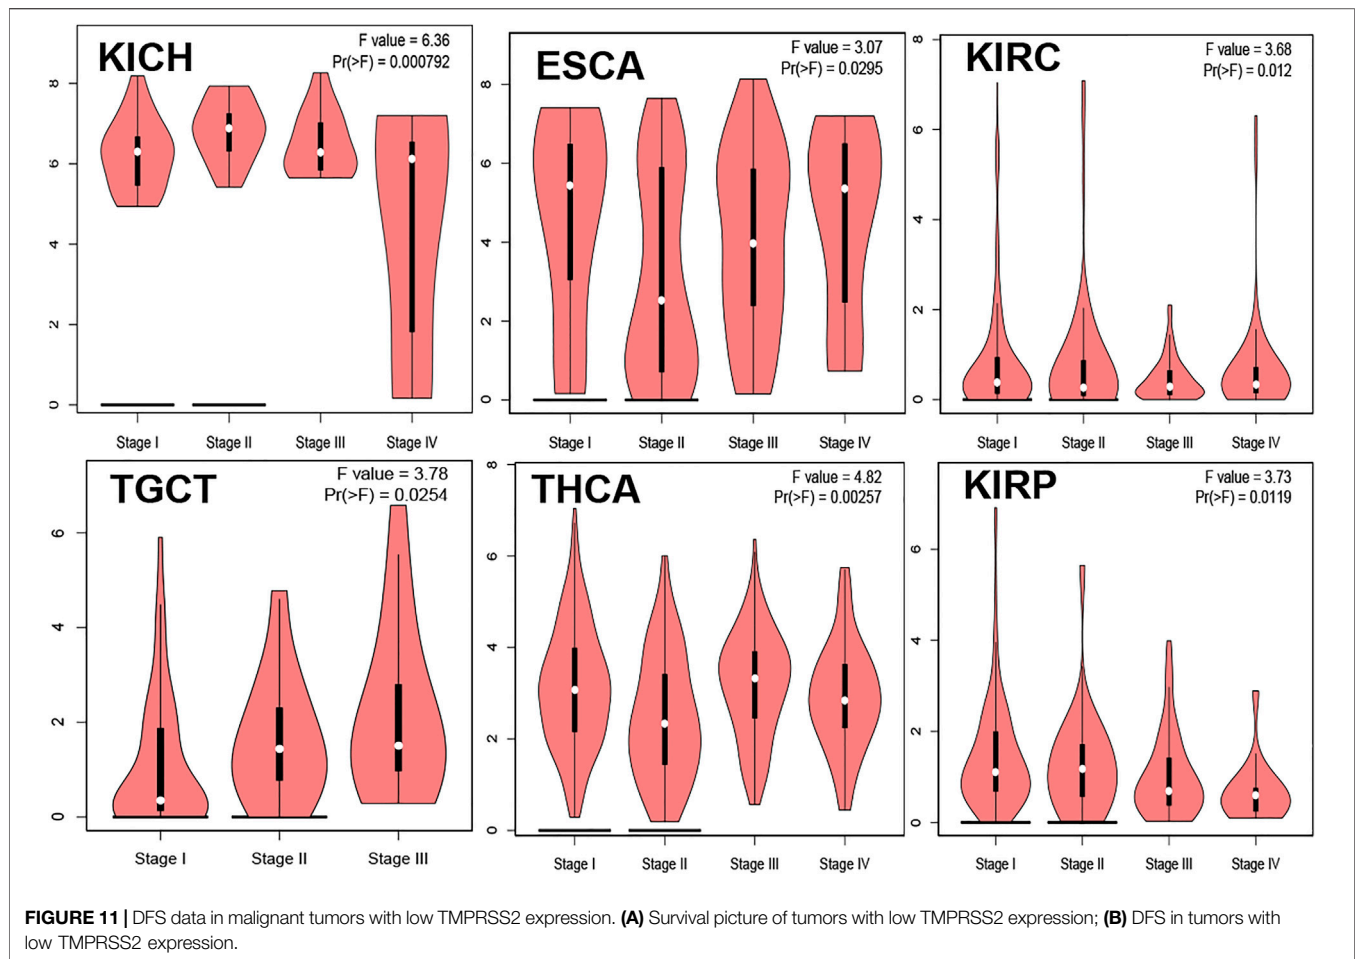 KICH
F value = 6.36
Pr(>F) = 0.000792
8
6
4
2
0
Stage I
Stage II
Stage III
Stage IV
ESCA
F value = 3.07
Pr(>F) = 0.0295
8
6
4
2
0
Stage I
Stage II
Stage III
Stage IV
KIRC
F value = 3.68
Pr(>F) = 0.012
8
6
4
2
0
Stage I
Stage II
Stage III
Stage IV
TGCT
F value = 3.78
Pr(>F) = 0.0254
6
4
2
0
Stage I
Stage II
Stage III
THCA
F value = 4.82
Pr(>F) = 0.00257
8
6
4
2
0
Stage I
Stage II
Stage III
Stage IV
KIRP
F value = 3.73
Pr(>F) = 0.0119
6
4
2
0
Stage I
Stage II
Stage III
Stage IV
FIGURE 11 | DFS data in malignant tumors with low TMPRSS2 expression. (A) Survival picture of tumors with low TMPRSS2 expression; (B) DFS in tumors with
low TMPRSS2 expression.